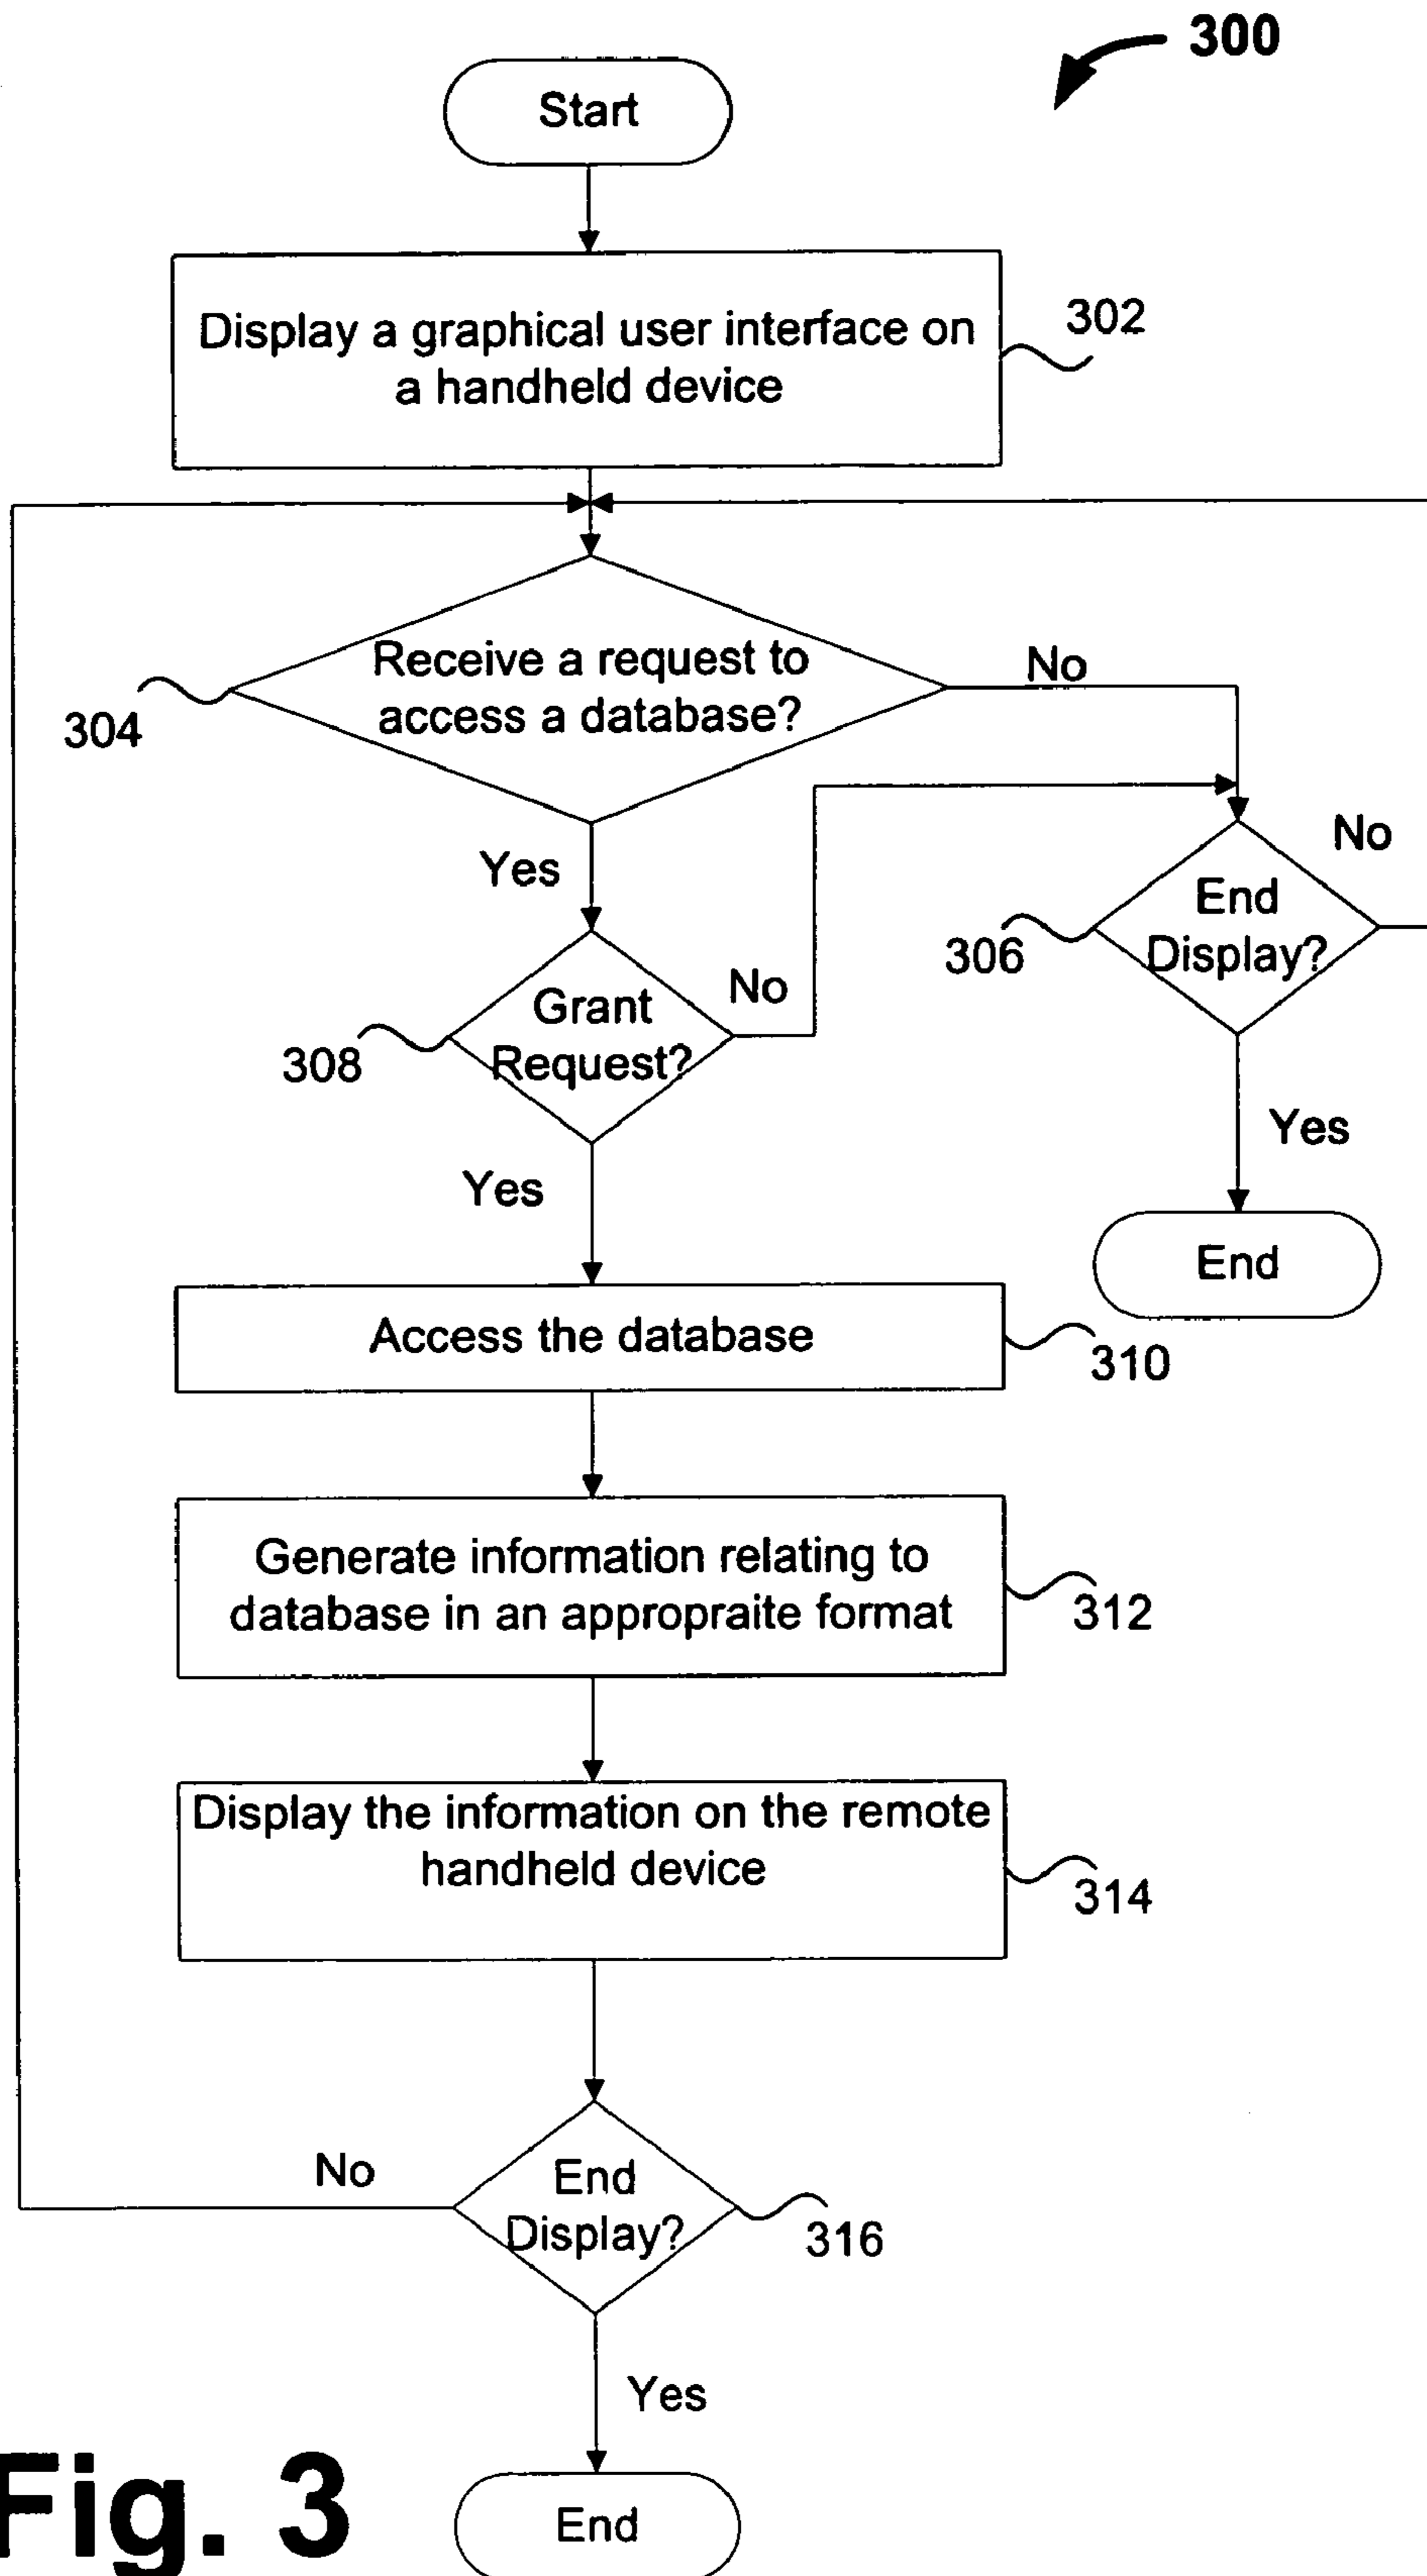 300
Start
Display a graphical user interface on
a handheld device
302
Receive a request to
access a database?
No
304
Yes
End
Display?
No
306
Grant
Request?
No
308
Yes
Yes
End
Access the database
310
Generate information relating to
database in an appropraite format
312
Display the information on the remote
handheld device
314
No
End
Display?
316
Yes
Fig. 3
End